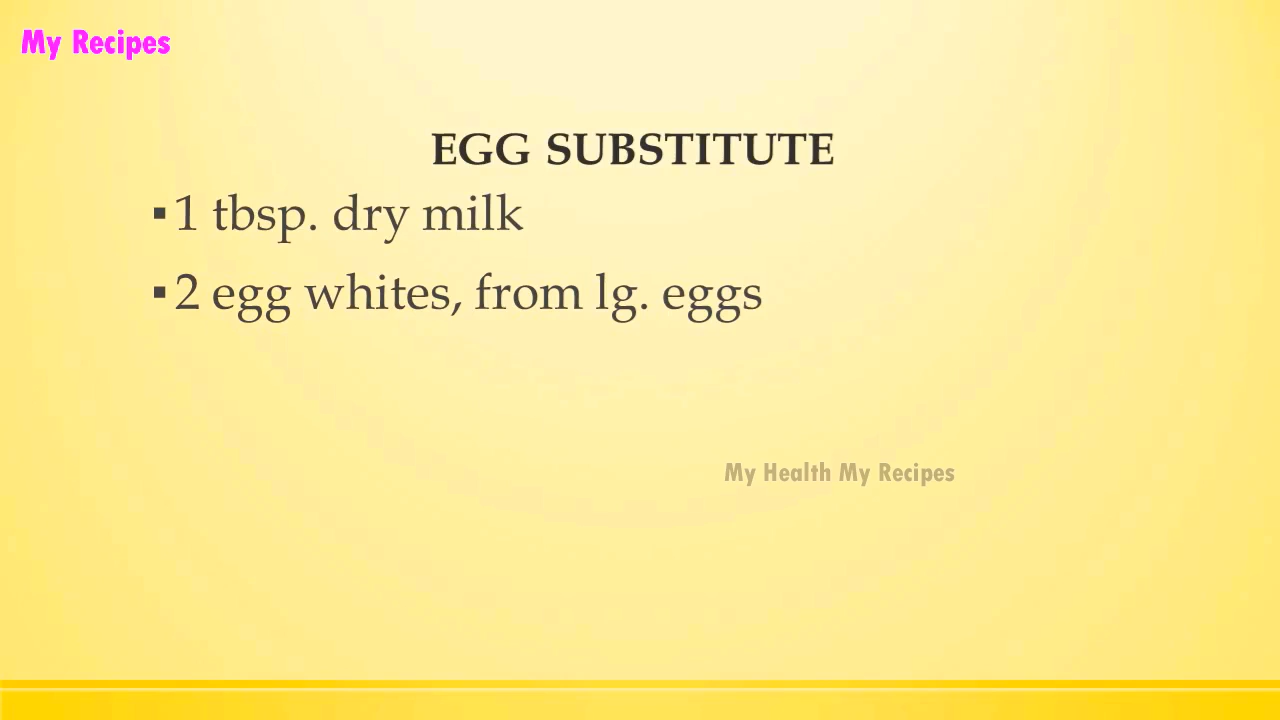 My Recipes
EGG SUBSTITUTE
▪1 tbsp. dry milk
▪2 egg whites, from lg. eggs
My Health My Recipes